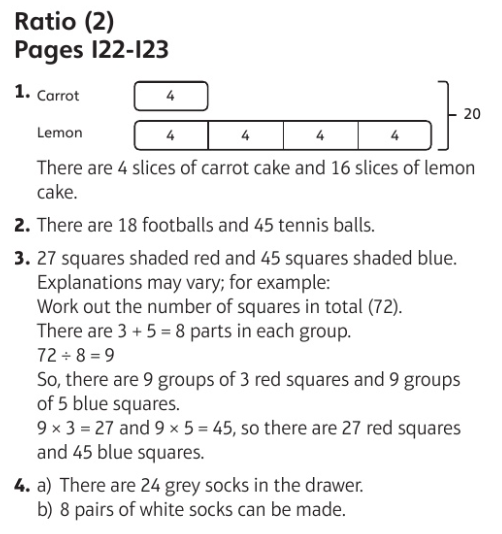 Ratio (2)
Pages 122-123
1. Carrot 4
20
Lemon 4 4 4 4
There are 4 slices of carrot cake and 16 slices of lemon
cake.
2. There are 18 footballs and 45 tennis balls.
3. 27 squares shaded red and 45 squares shaded blue.
Explanations may vary; for example:
Work out the number of squares in total (72).
There are 3 + 5 = 8 parts in each group.
72 ÷ 8 = 9
So, there are 9 groups of 3 red squares and 9 groups
of 5 blue squares.
9 × 3 = 27 and 9 × 5 = 45, so there are 27 red squares
and 45 blue squares.
4. a) There are 24 grey socks in the drawer.
b) 8 pairs of white socks can be made.